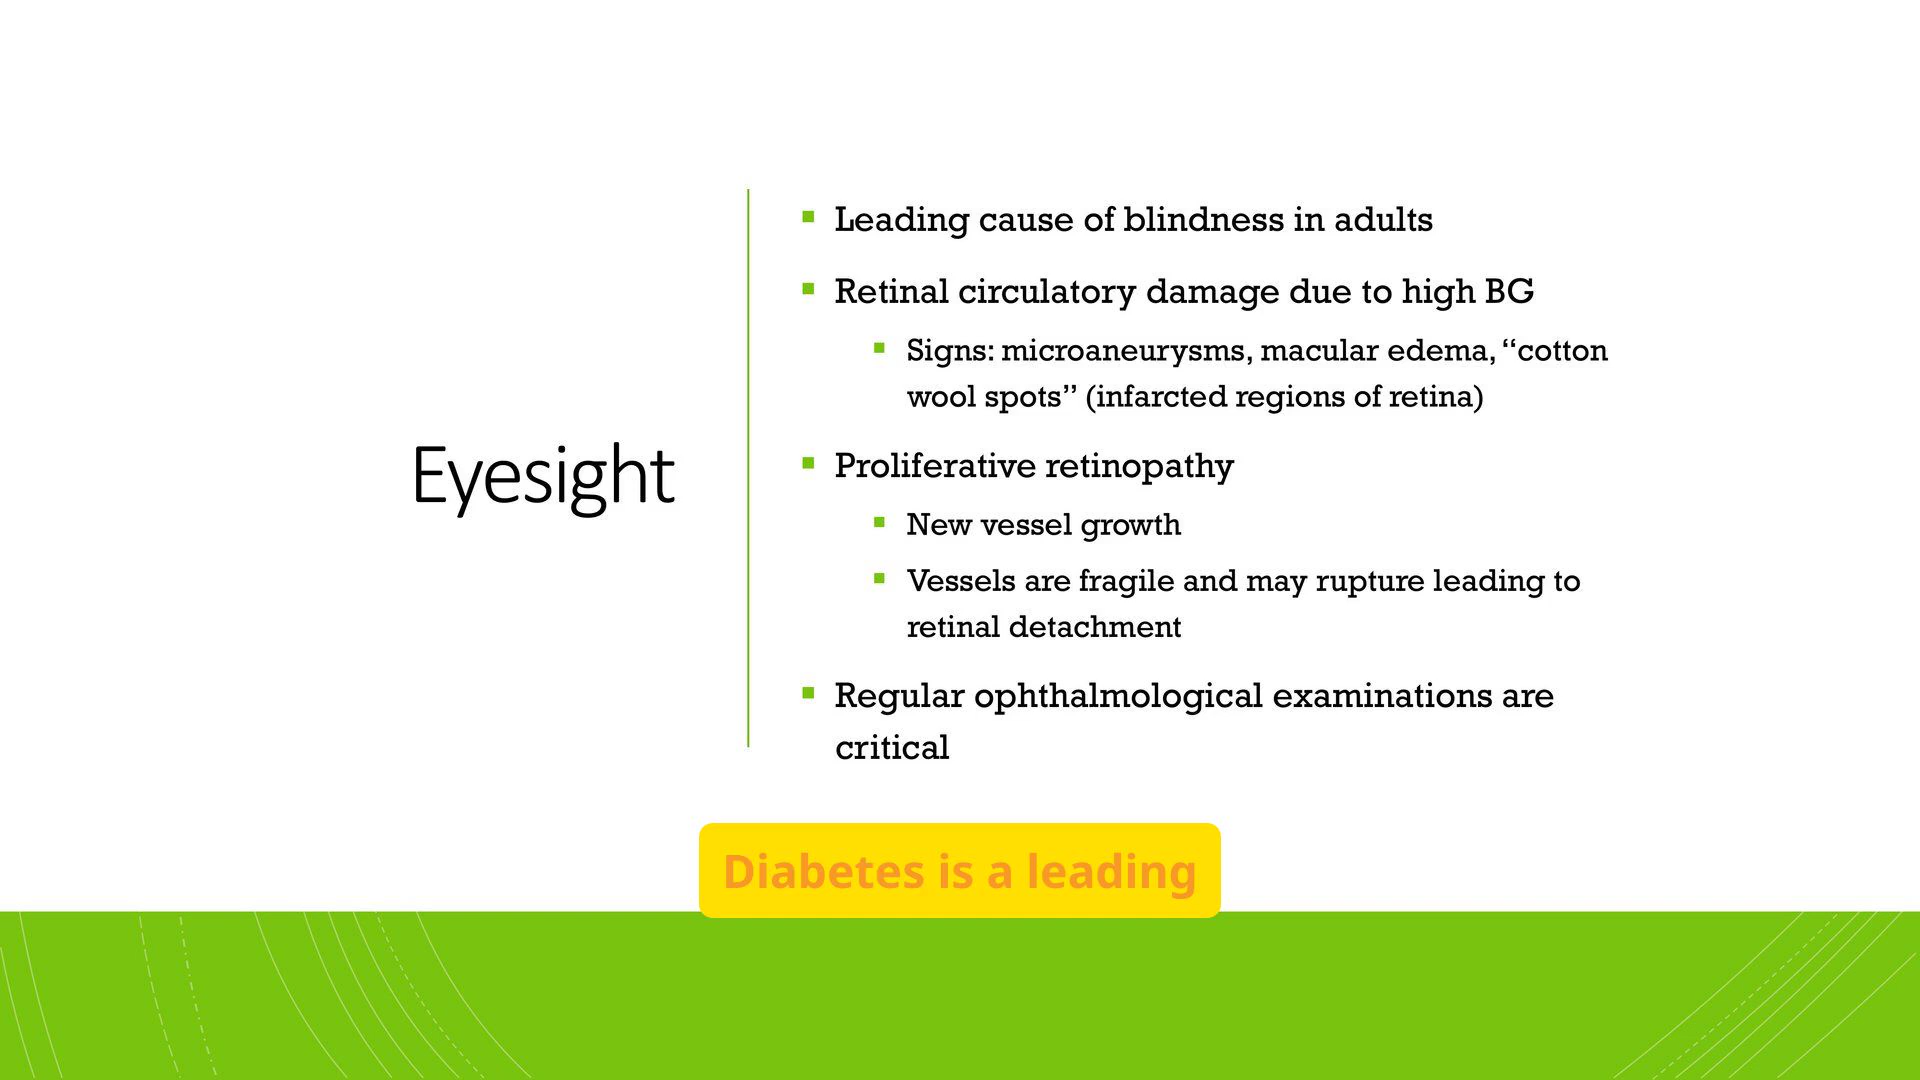 Eyesight
Leading cause of blindness in adults
Retinal circulatory damage due to high BG
Signs: microaneurysms, macular edema, “cotton
wool spots” (infarcted regions of retina)
Proliferative retinopathy
New vessel growth
Vessels are fragile and may rupture leading to
retinal detachment
Regular ophthalmological examinations are
critical
Diabetes is a leading